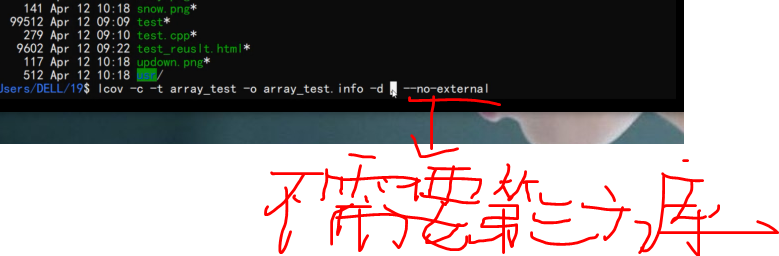 141 Apr 12 10:18 snow.png*
99512 Apr 12 09:09 test*
279 Apr 12 09:10 test.cpp*
9602 Apr 12 09:22 test_reuslt.html*
117 Apr 12 10:18 updown.png*
512 Apr 12 10:18 usr/
Jsers/DELL/19$ lcov -c -t array_test -o array_test.info -d . --no-external
不需要第三方库